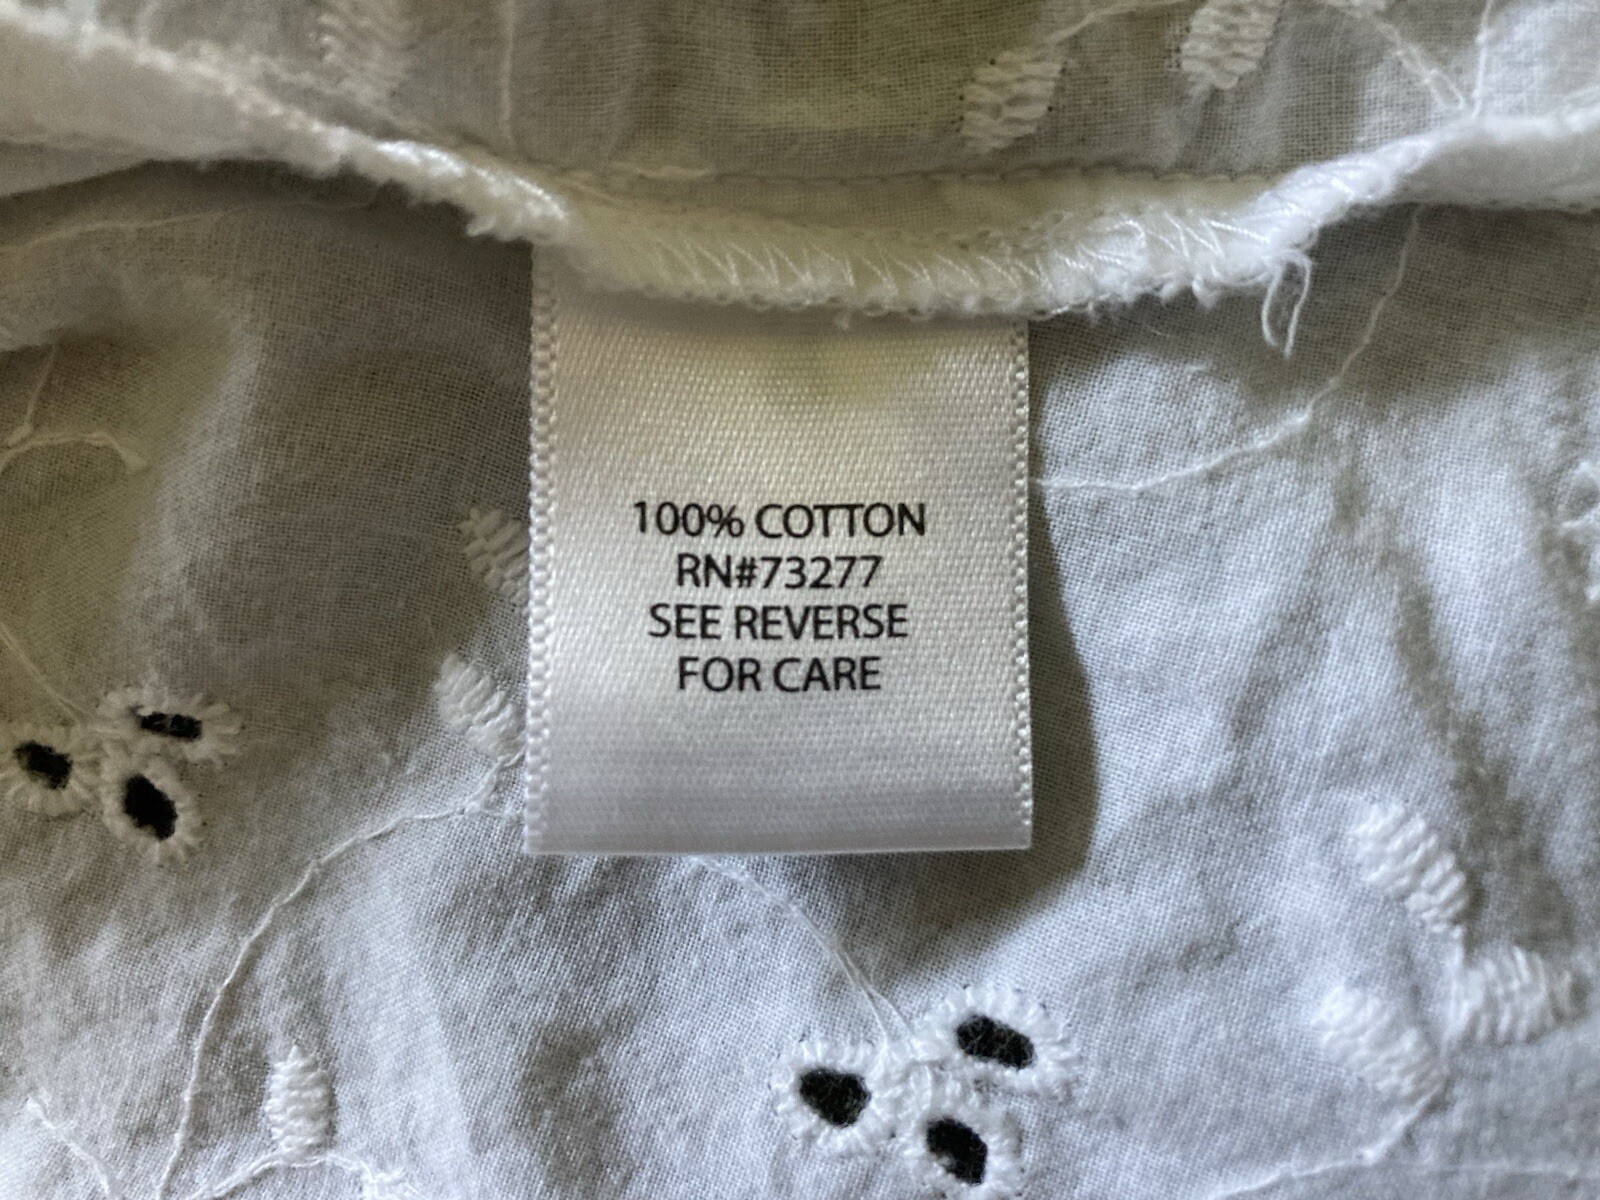 100% COTTON
RN#73277
SEE REVERSE
FOR CARE